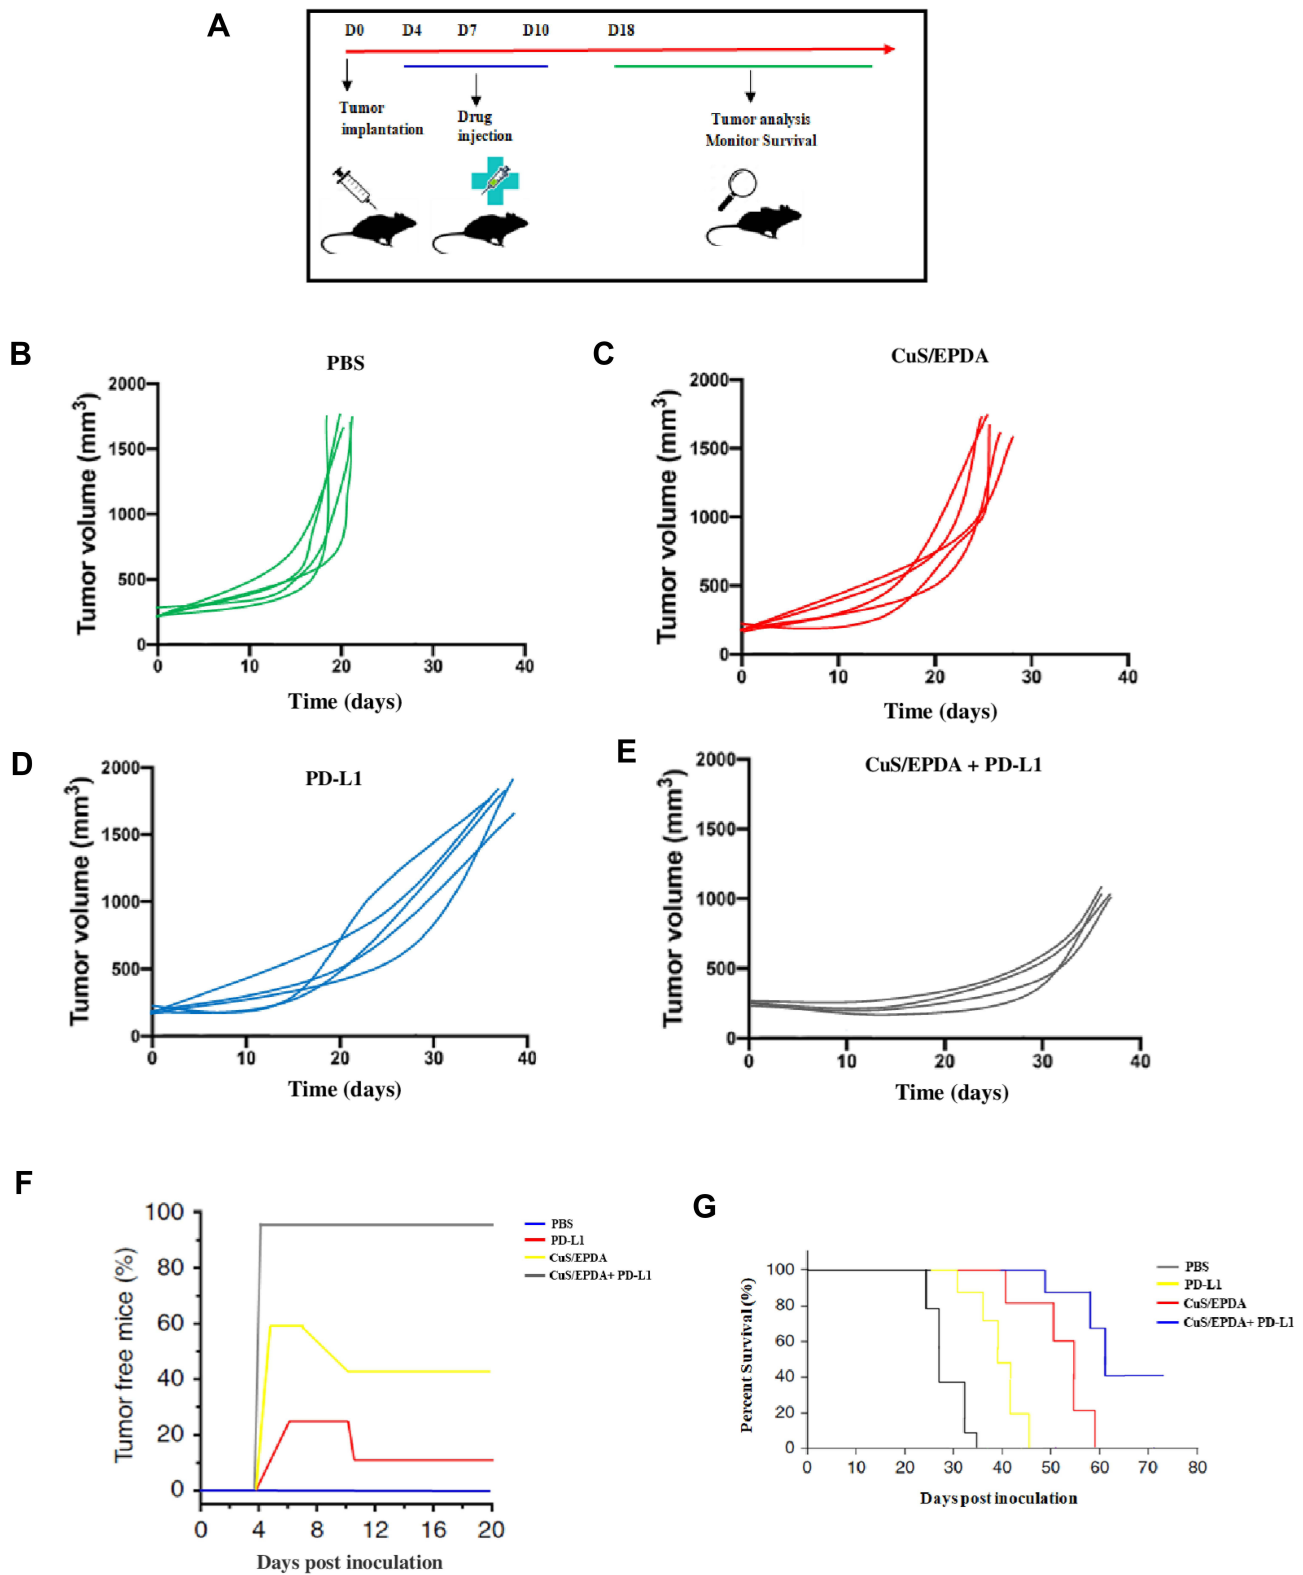 A
D0 D4 D7 D10 D18
Tumor
implantation
Drug
injection
Tumor analysis
Monitor Survival
B
PBS
Tumor volume (mm³)
2000
1500
1000
500
0
0 10 20 30 40
Time (days)
C
CuS/EPDA
Tumor volume (mm³)
2000
1500
1000
500
0
0 10 20 30 40
Time (days)
D
PD-L1
Tumor volume (mm³)
2000
1500
1000
500
0
0 10 20 30 40
Time (days)
E
CuS/EPDA + PD-L1
Tumor volume (mm³)
2000
1500
1000
500
0
0 10 20 30 40
Time (days)
F
Tumor free mice (%)
100
80
60
40
20
0
0 4 8 12 16 20
Days post inoculation
PBS
PD-L1
CuS/EPDA
CuS/EPDA+ PD-L1
G
Percent Survival (%)
100
80
60
40
20
0
0 10 20 30 40 50 60 70 80
Days post inoculation
PBS
PD-L1
CuS/EPDA
CuS/EPDA+ PD-L1